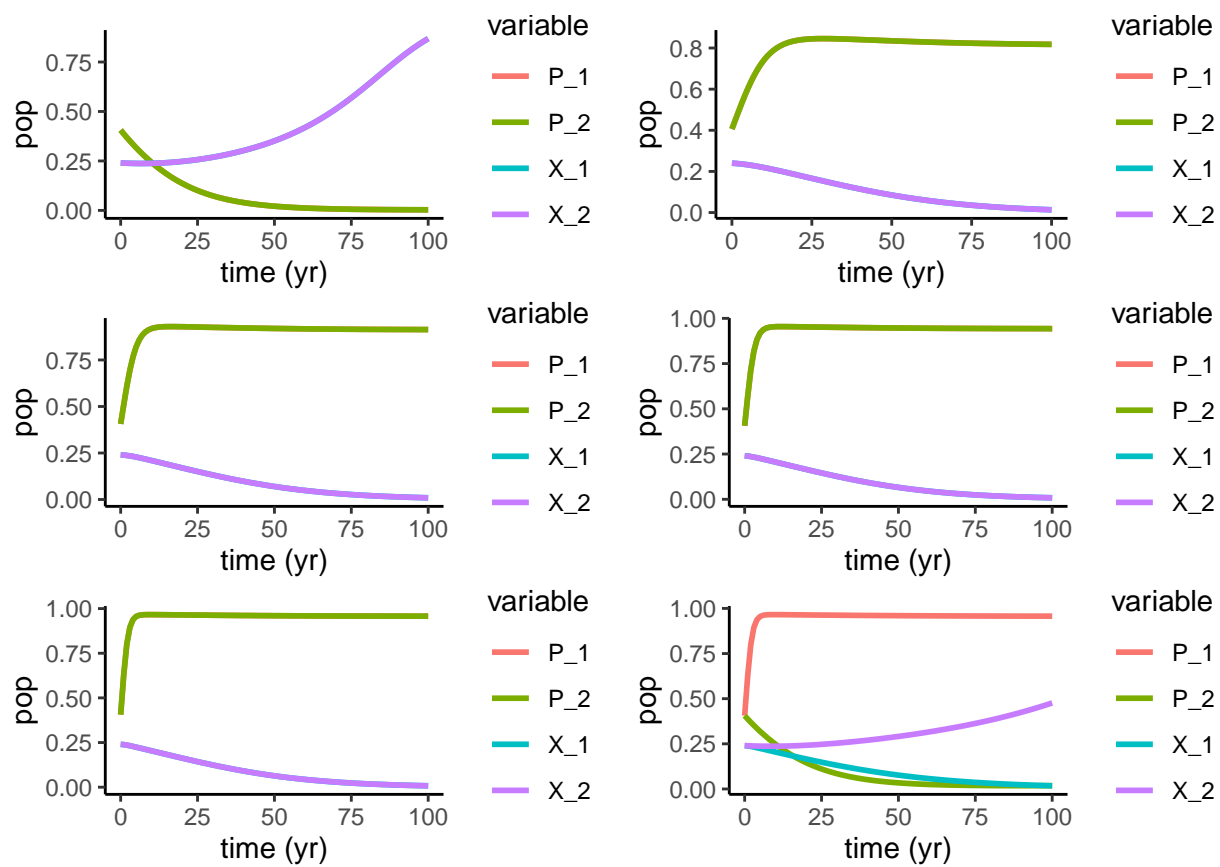 variable
P_1
P_2
X_1
X_2
pop
0.75
0.50
0.25
0.00
0 25 50 75 100
time (yr)
variable
P_1
P_2
X_1
X_2
pop
0.8
0.6
0.4
0.2
0.0
0 25 50 75 100
time (yr)
variable
P_1
P_2
X_1
X_2
pop
0.75
0.50
0.25
0.00
0 25 50 75 100
time (yr)
variable
P_1
P_2
X_1
X_2
pop
1.00
0.75
0.50
0.25
0.00
0 25 50 75 100
time (yr)
variable
P_1
P_2
X_1
X_2
pop
1.00
0.75
0.50
0.25
0.00
0 25 50 75 100
time (yr)
variable
P_1
P_2
X_1
X_2
pop
1.00
0.75
0.50
0.25
0.00
0 25 50 75 100
time (yr)